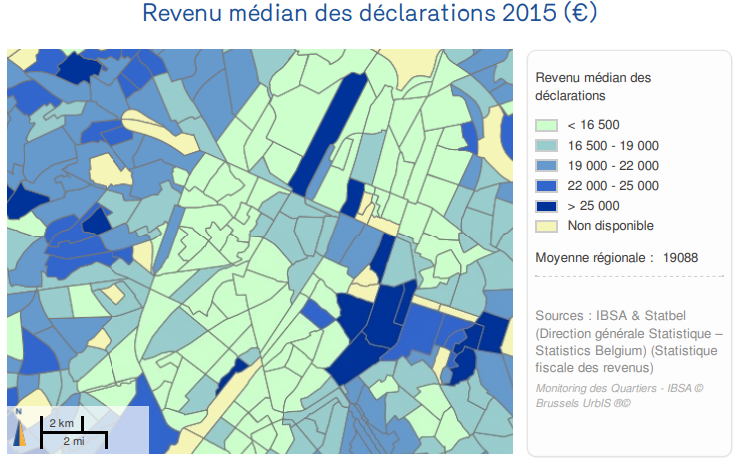 Revenu médian des déclarations 2015 (€)
Revenu médian des
déclarations
< 16 500
16 500 - 19 000
19 000 - 22 000
22 000 - 25 000
> 25 000
Non disponible
Moyenne régionale : 19088
Sources : IBSA & Statbel
(Direction générale Statistique –
Statistics Belgium) (Statistique
fiscale des revenus)
Monitoring des Quartiers - IBSA ©
Brussels UrbIS ®©
N
2 km
2 mi